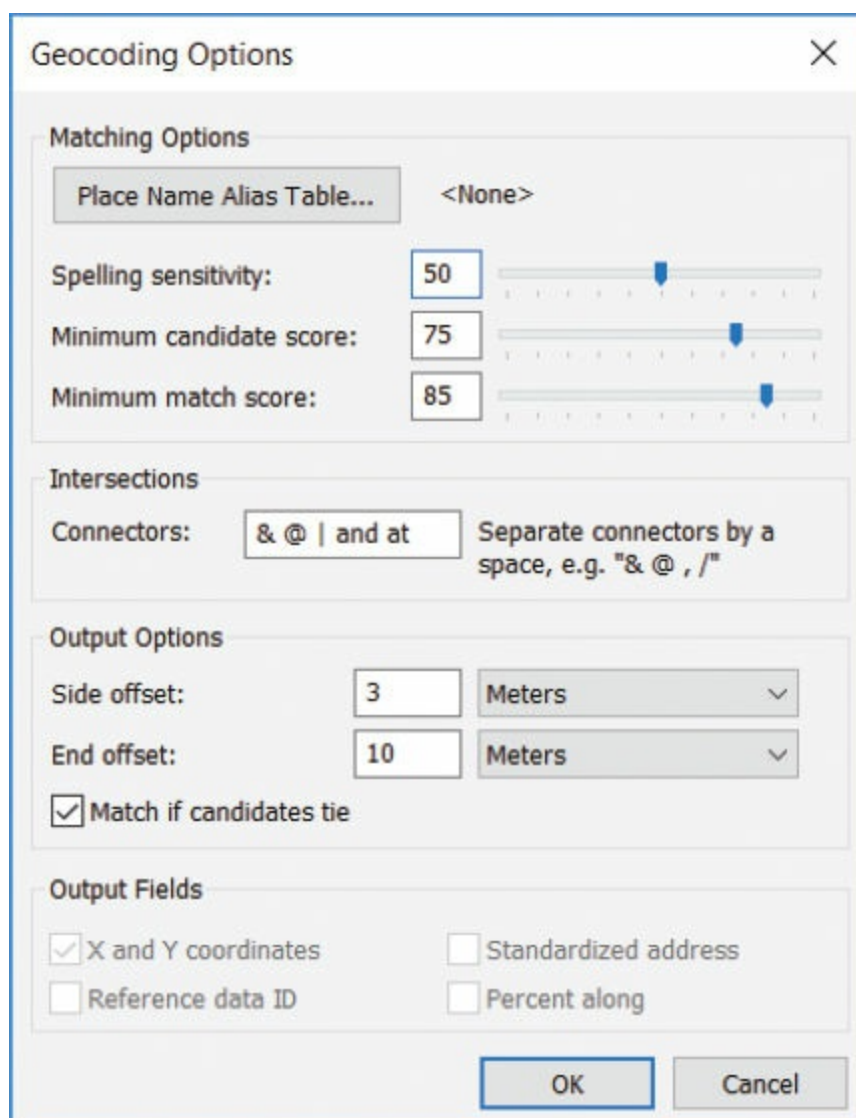 Geocoding Options
Matching Options
Place Name Alias Table... <None>
Spelling sensitivity: 50
Minimum candidate score: 75
Minimum match score: 85
Intersections
Connectors: & @ | and at Separate connectors by a
space, e.g. "& @ , /"
Output Options
Side offset: 3 Meters
End offset: 10 Meters
Match if candidates tie
Output Fields
X and Y coordinates Standardized address
Reference data ID Percent along
OK Cancel